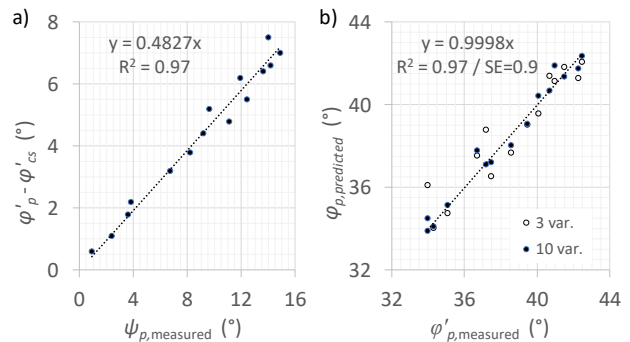 a)
y = 0.4827x
R² = 0.97
φ'p - φ'cs (°)
8
6
4
2
0
0 4 8 12 16
ψp,measured (°)
b)
y = 0.9998x
R² = 0.97 / SE=0.9
φp,predicted (°)
44
40
36
32
3 var.
10 var.
32 36 40 44
φ'p,measured (°)